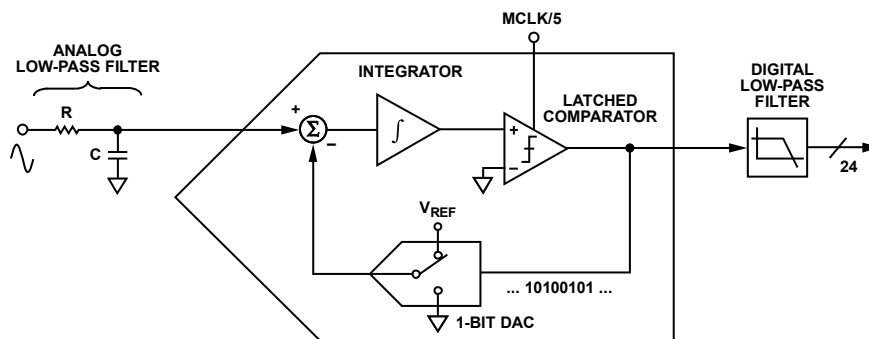 MCLK/5
ANALOG
LOW-PASS FILTER
INTEGRATOR
DIGITAL
LOW-PASS
FILTER
LATCHED
COMPARATOR
R
+
Σ
−
∫
+
−
C
24
VREF
... 10100101 ...
1-BIT DAC